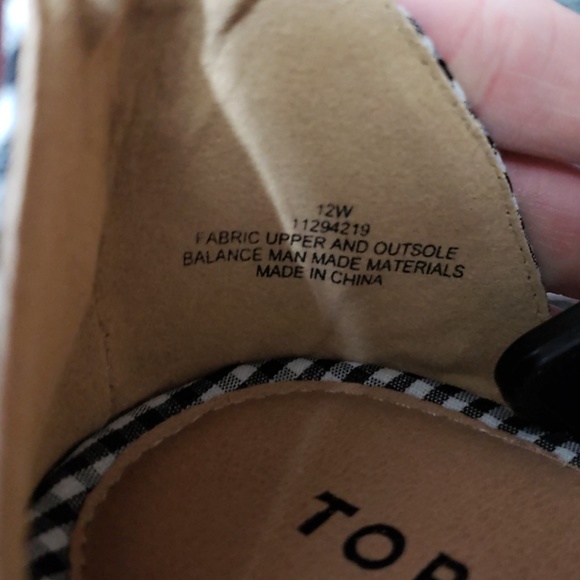 12W
11294219
FABRIC UPPER AND OUTSOLE
BALANCE MAN MADE MATERIALS
MADE IN CHINA